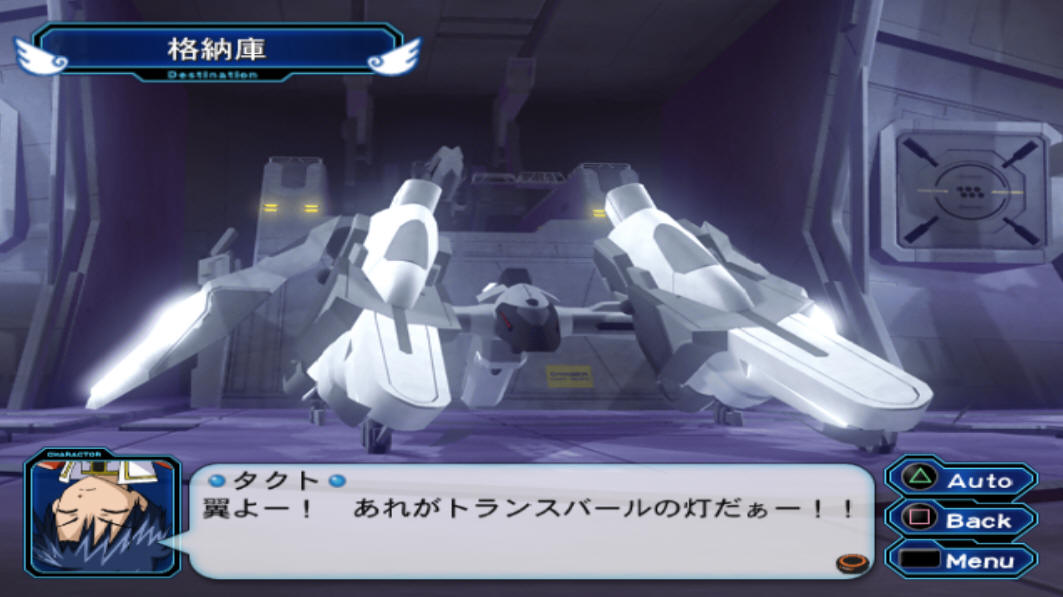 格納庫
Destination
CHARACTOR
タクト
翼よー！　あれがトランスバールの灯だぁー！！
Auto
Back
Menu